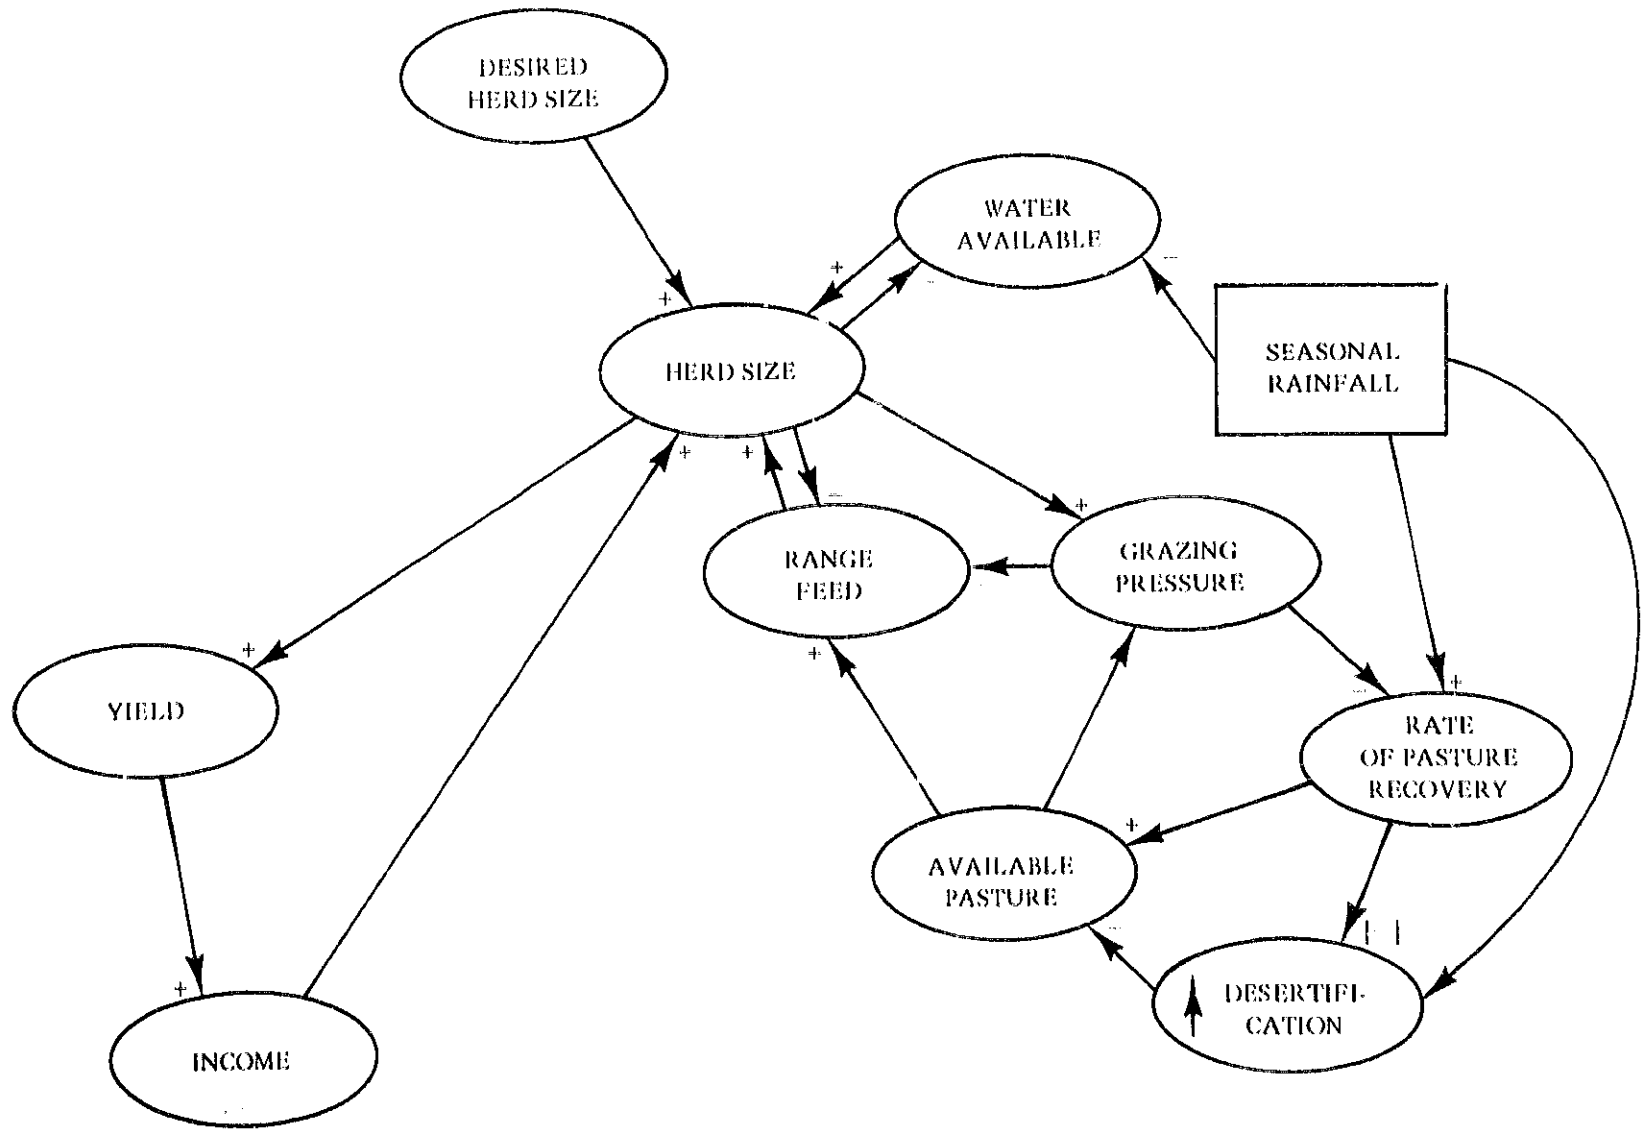 DESIRED
HERD SIZE
WATER
AVAILABLE
+
-
-
+
SEASONAL
RAINFALL
HERD SIZE
+
+
-
+
RANGE
FEED
GRAZING
PRESSURE
+
+
-
+
YIELD
RATE
OF PASTURE
RECOVERY
+
AVAILABLE
PASTURE
-
+
DESERTIFI-
CATION
INCOME